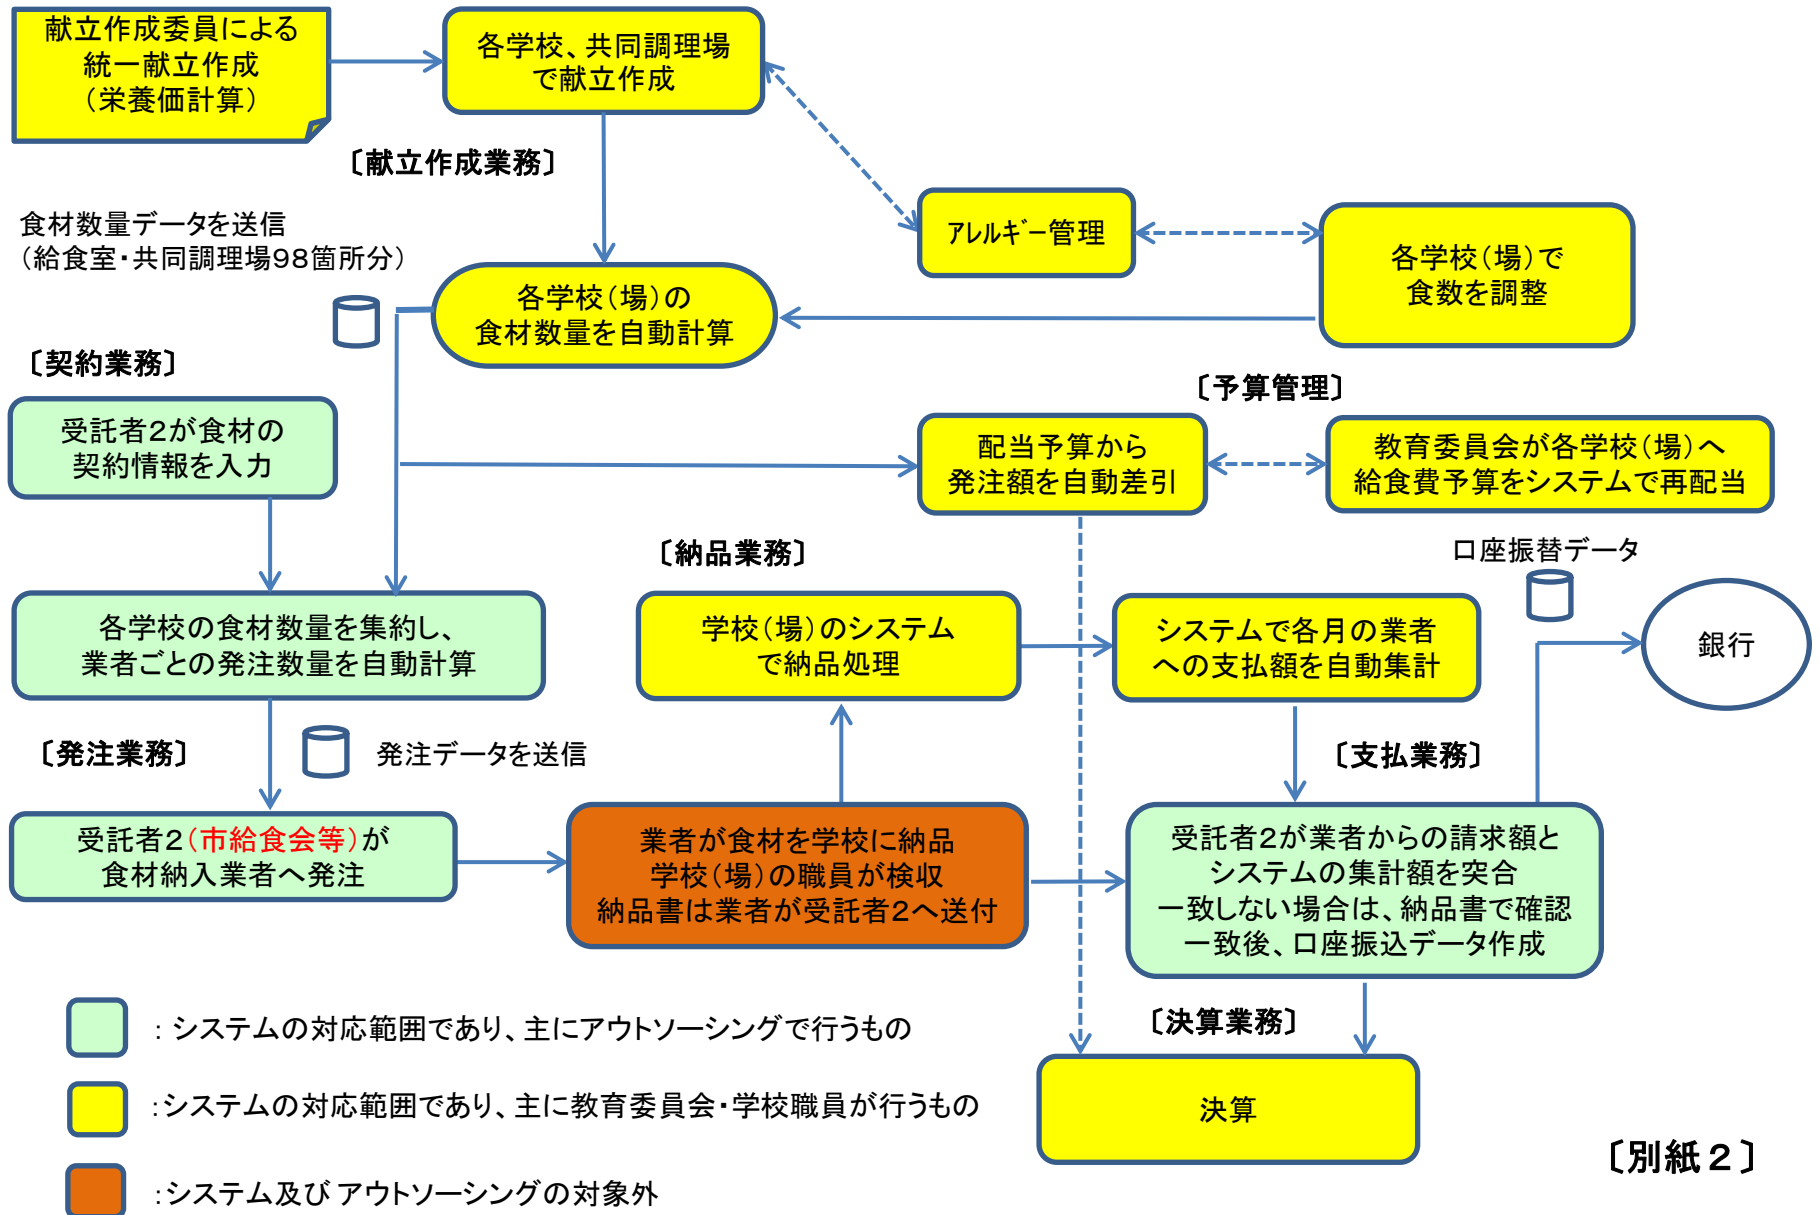 献立作成委員による
統一献立作成
（栄養価計算）
各学校、共同調理場
で献立作成
〔献立作成業務〕
食材数量データを送信
（給食室・共同調理場９８箇所分）
アレルギー管理
各学校（場）で
食数を調整
各学校（場）の
食材数量を自動計算
〔契約業務〕
〔予算管理〕
受託者２が食材の
契約情報を入力
配当予算から
発注額を自動差引
教育委員会が各学校（場）へ
給食費予算をシステムで再配当
〔納品業務〕
口座振替データ
各学校の食材数量を集約し、
業者ごとの発注数量を自動計算
学校（場）のシステム
で納品処理
システムで各月の業者
への支払額を自動集計
銀行
〔発注業務〕
発注データを送信
〔支払業務〕
受託者２（市給食会等）が
食材納入業者へ発注
業者が食材を学校に納品
学校（場）の職員が検収
納品書は業者が受託者２へ送付
受託者２が業者からの請求額と
システムの集計額を突合
一致しない場合は、納品書で確認
一致後、口座振込データ作成
〔決算業務〕
：システムの対応範囲であり、主にアウトソーシングで行うもの
：システムの対応範囲であり、主に教育委員会・学校職員が行うもの
：システム及びアウトソーシングの対象外
決算
〔別紙２〕